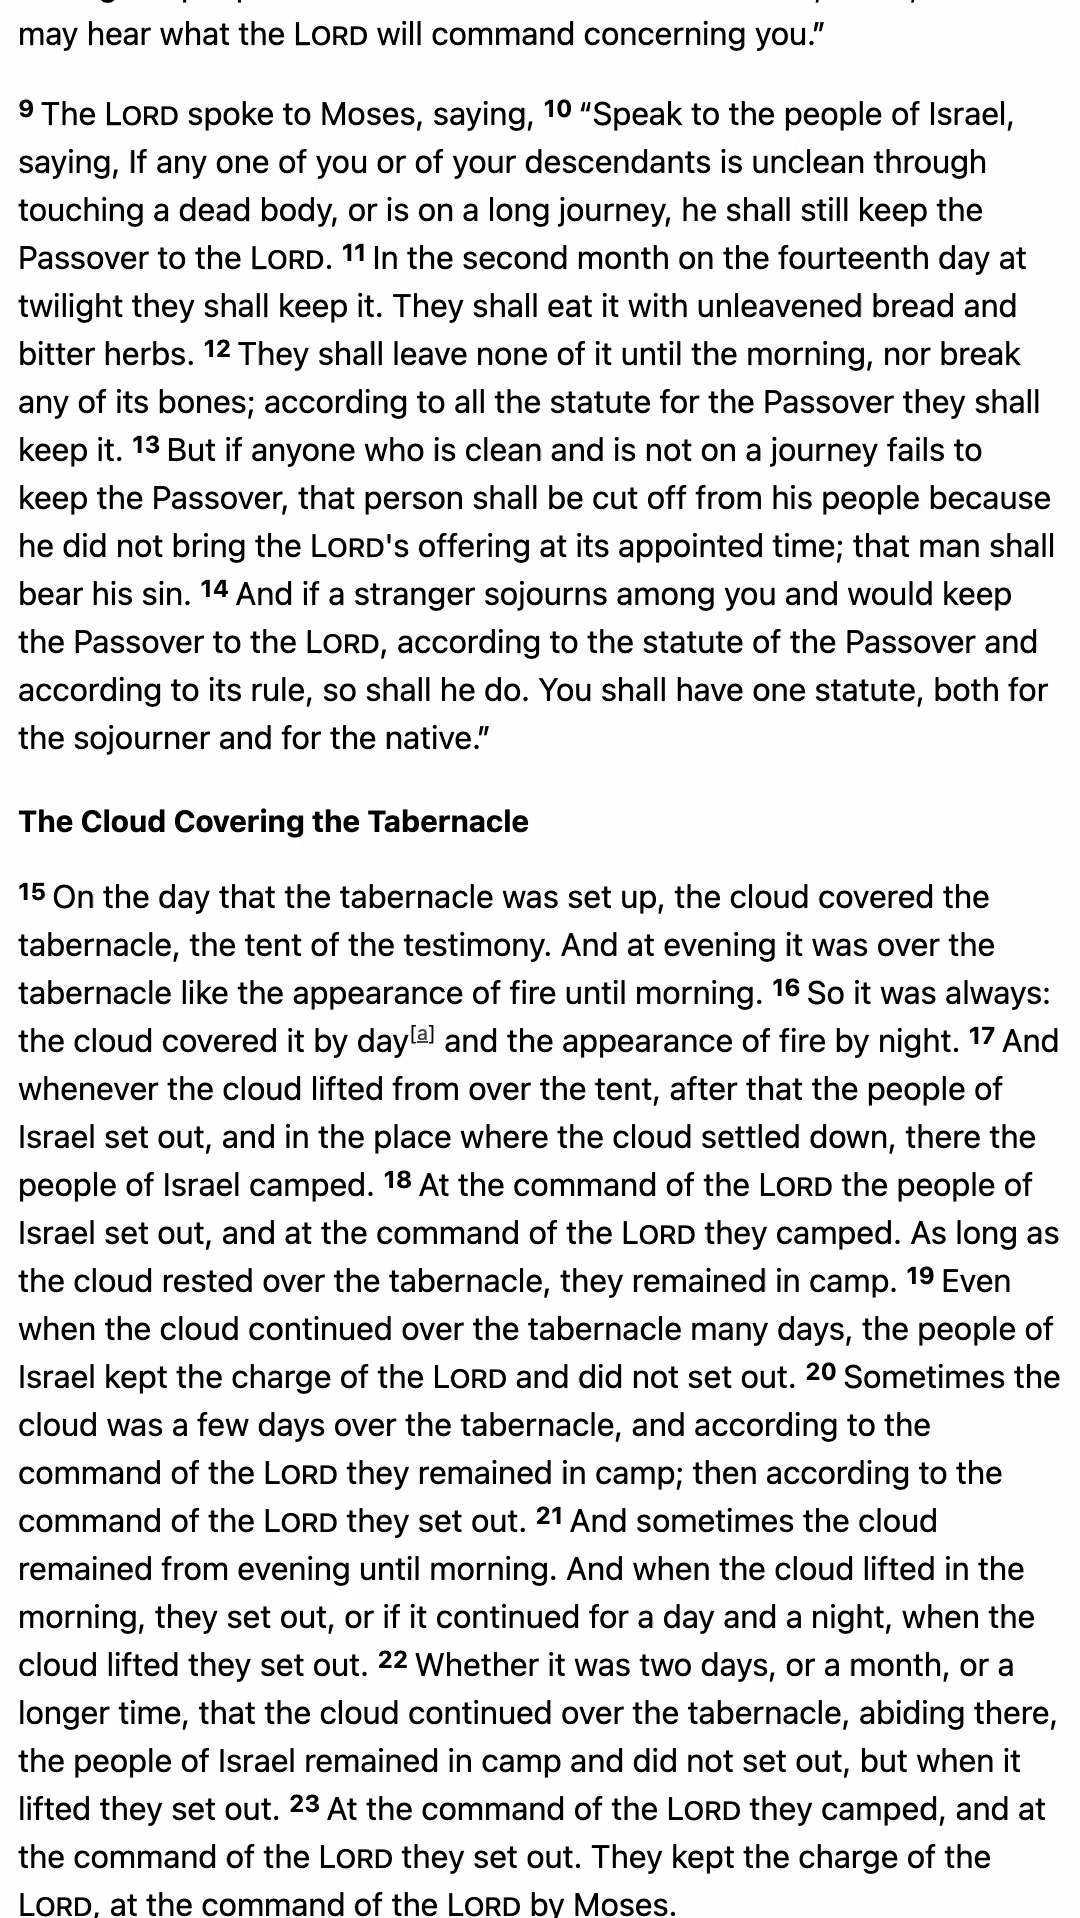 may hear what the LORD will command concerning you.”
9 The LORD spoke to Moses, saying, 10 “Speak to the people of Israel,
saying, If any one of you or of your descendants is unclean through
touching a dead body, or is on a long journey, he shall still keep the
Passover to the LORD. 11 In the second month on the fourteenth day at
twilight they shall keep it. They shall eat it with unleavened bread and
bitter herbs. 12 They shall leave none of it until the morning, nor break
any of its bones; according to all the statute for the Passover they shall
keep it. 13 But if anyone who is clean and is not on a journey fails to
keep the Passover, that person shall be cut off from his people because
he did not bring the LORD's offering at its appointed time; that man shall
bear his sin. 14 And if a stranger sojourns among you and would keep
the Passover to the LORD, according to the statute of the Passover and
according to its rule, so shall he do. You shall have one statute, both for
the sojourner and for the native.”
The Cloud Covering the Tabernacle
15 On the day that the tabernacle was set up, the cloud covered the
tabernacle, the tent of the testimony. And at evening it was over the
tabernacle like the appearance of fire until morning. 16 So it was always:
the cloud covered it by day[a] and the appearance of fire by night. 17 And
whenever the cloud lifted from over the tent, after that the people of
Israel set out, and in the place where the cloud settled down, there the
people of Israel camped. 18 At the command of the LORD the people of
Israel set out, and at the command of the LORD they camped. As long as
the cloud rested over the tabernacle, they remained in camp. 19 Even
when the cloud continued over the tabernacle many days, the people of
Israel kept the charge of the LORD and did not set out. 20 Sometimes the
cloud was a few days over the tabernacle, and according to the
command of the LORD they remained in camp; then according to the
command of the LORD they set out. 21 And sometimes the cloud
remained from evening until morning. And when the cloud lifted in the
morning, they set out, or if it continued for a day and a night, when the
cloud lifted they set out. 22 Whether it was two days, or a month, or a
longer time, that the cloud continued over the tabernacle, abiding there,
the people of Israel remained in camp and did not set out, but when it
lifted they set out. 23 At the command of the LORD they camped, and at
the command of the LORD they set out. They kept the charge of the
LORD, at the command of the LORD by Moses.